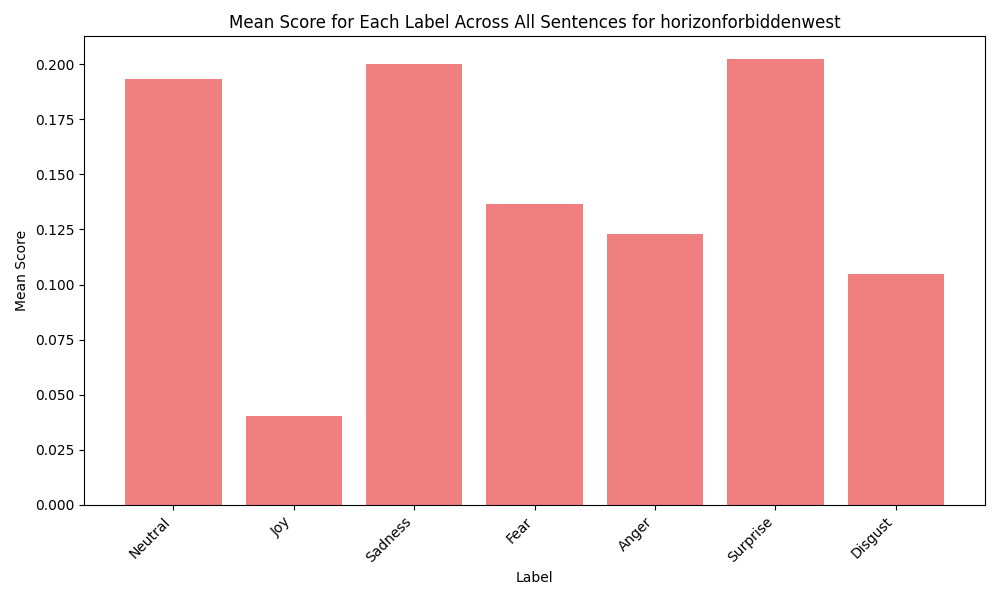 Mean Score for Each Label Across All Sentences for horizonforbiddenwest
Mean Score
0.200
0.175
0.150
0.125
0.100
0.075
0.050
0.025
0.000
Neutral
Joy
Sadness
Fear
Anger
Surprise
Disgust
Label